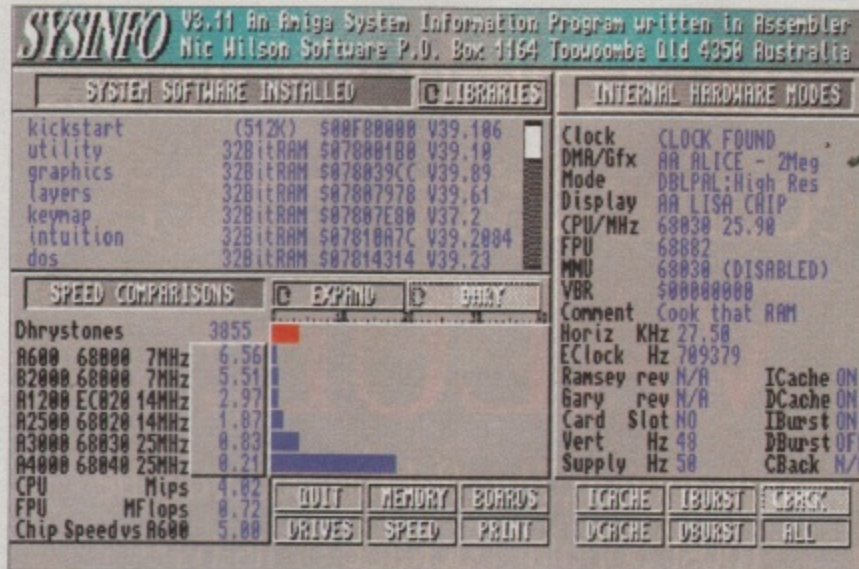 SYSINFO V3.11 An Amiga System Information Program written in Assembler
Nic Wilson Software P.O. Box 1164 Toowoomba Qld 4350 Australia
SYSTEM SOFTWARE INSTALLED LIBRARIES
kickstart (512K) $00F80000 V39.106
utility 32BitRAM $078001B0 V39.10
graphics 32BitRAM $078039CC V39.89
layers 32BitRAM $07807978 V39.61
keymap 32BitRAM $07807E80 V37.2
intuition 32BitRAM $07810A7C V39.2084
dos 32BitRAM $07814314 V39.23
INTERNAL HARDWARE MODES
Clock CLOCK FOUND
DMA/Gfx AA ALICE - 2Meg
Mode DBLPAL:High Res
Display AA LISA CHIP
CPU/MHz 68030 25.90
FPU 68882
MMU 68030 (DISABLED)
VBR $00000000
Comment Cook that RAM
Horiz KHz 27.50
EClock Hz 709379
Ramsey rev N/A ICache ON
Gary rev N/A DCache ON
Card Slot NO IBurst ON
Vert Hz 48 DBurst OF
Supply Hz 50 CBack N/
SPEED COMPARISONS EXPAND
Dhrystones 3855
A600 68000 7MHz 6.56
B2000 68000 7MHz 5.51
A1200 EC020 14MHz 2.97
A2500 68020 14MHz 1.87
A3000 68030 25MHz 0.83
A4000 68040 25MHz 0.21
CPU Mips 4.02
FPU MFlops 0.72
Chip Speed vs A600 5.00
QUIT MEMORY BOARDS
DRIVES SPEED PRINT
ICACHE IBURST CBACK
DCACHE DBURST ALL